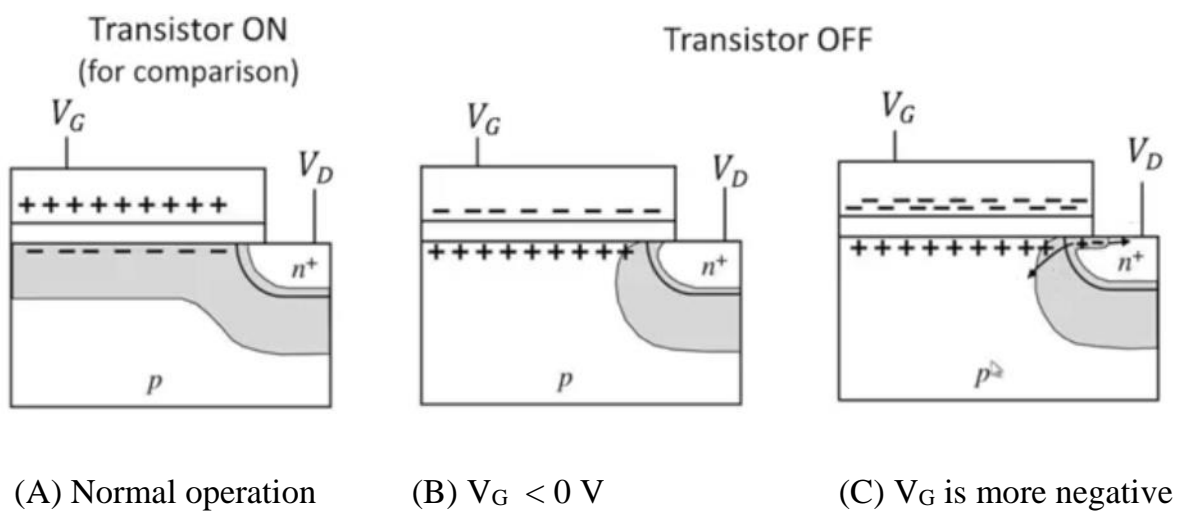 Transistor ON
(for comparison)
Transistor OFF
V_G
V_D
+++++++++
− − − − − − − −
n⁺
p
V_G
V_D
− − − − − − − −
+++++++++
n⁺
p
V_G
V_D
+++++++++
n⁺
p
(A) Normal operation
(B) V_G < 0 V
(C) V_G is more negative